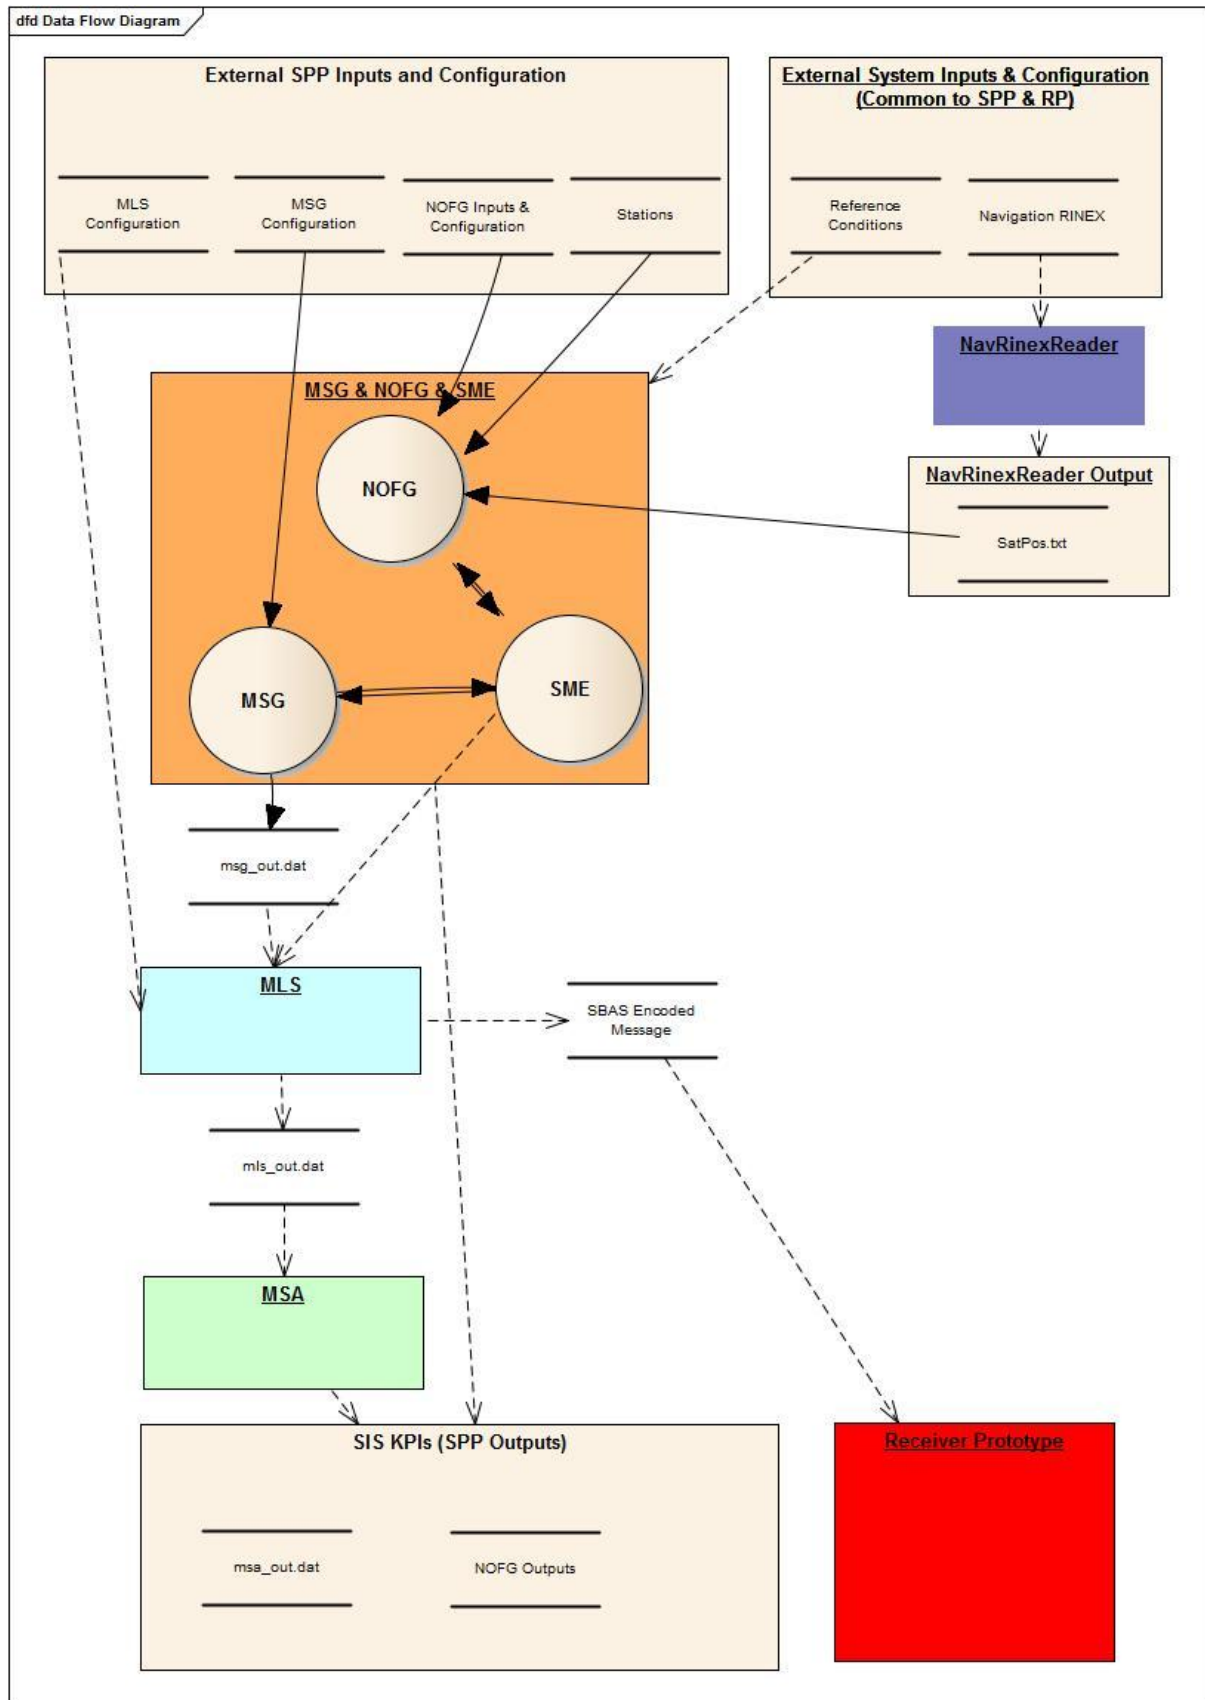 dfd Data Flow Diagram
External SPP Inputs and Configuration
MLS
Configuration
MSG
Configuration
NOFG Inputs &
Configuration
Stations
External System Inputs & Configuration
(Common to SPP & RP)
Reference
Conditions
Navigation RINEX
NavRinexReader
NavRinexReader Output
SatPos.txt
MSG & NOFG & SME
NOFG
MSG
SME
msg_out.dat
MLS
SBAS Encoded
Message
mls_out.dat
MSA
SIS KPIs (SPP Outputs)
msa_out.dat
NOFG Outputs
Receiver Prototype